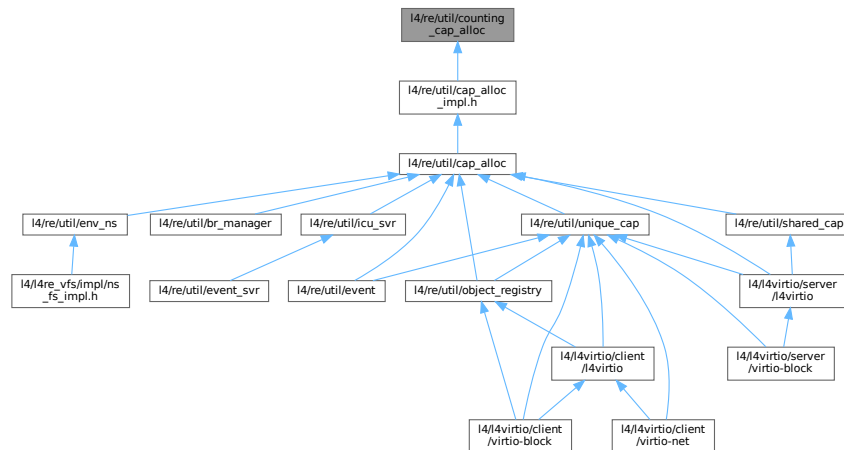 l4/re/util/counting
_cap_alloc
l4/re/util/cap_alloc
_impl.h
l4/re/util/cap_alloc
l4/re/util/env_ns
l4/re/util/br_manager
l4/re/util/icu_svr
l4/re/util/unique_cap
l4/re/util/shared_cap
l4/l4re_vfs/impl/ns
_fs_impl.h
l4/re/util/event_svr
l4/re/util/event
l4/re/util/object_registry
l4/l4virtio/server
/l4virtio
l4/l4virtio/client
/l4virtio
l4/l4virtio/server
/virtio-block
l4/l4virtio/client
/virtio-block
l4/l4virtio/client
/virtio-net